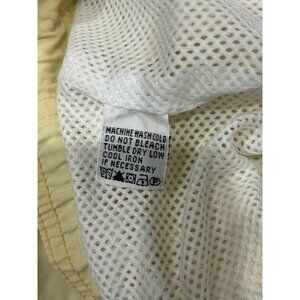 MACHINE WASH COLD
DO NOT BLEACH
TUMBLE DRY LOW
COOL IRON
IF NECESSARY